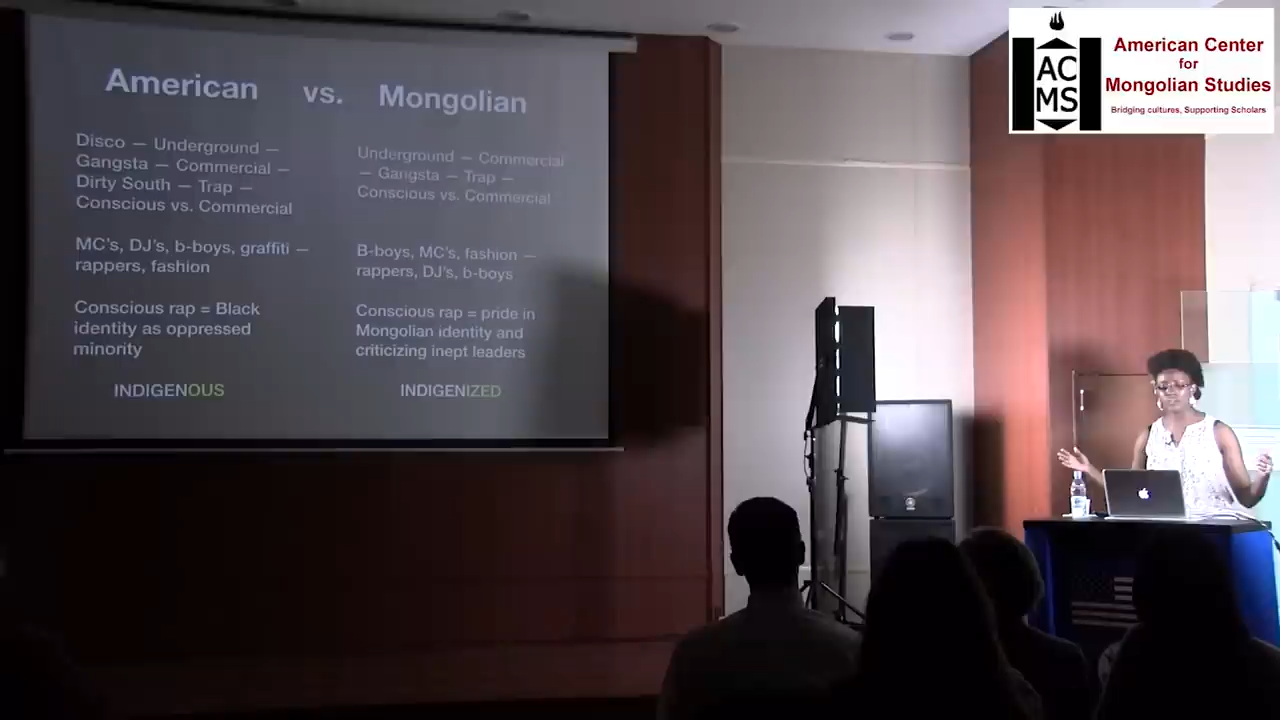 American vs. Mongolian
Disco — Underground —
Gangsta — Commercial —
Dirty South — Trap —
Conscious vs. Commercial
MC's, DJ's, b-boys, graffiti —
rappers, fashion
Conscious rap = Black
identity as oppressed
minority
INDIGENOUS
Underground — Commercial
— Gangsta — Trap —
Conscious vs. Commercial
B-boys, MC's, fashion —
rappers, DJ's, b-boys
Conscious rap = pride in
Mongolian identity and
criticizing inept leaders
INDIGENIZED
AC
MS
American Center
for
Mongolian Studies
Bridging cultures, Supporting Scholars